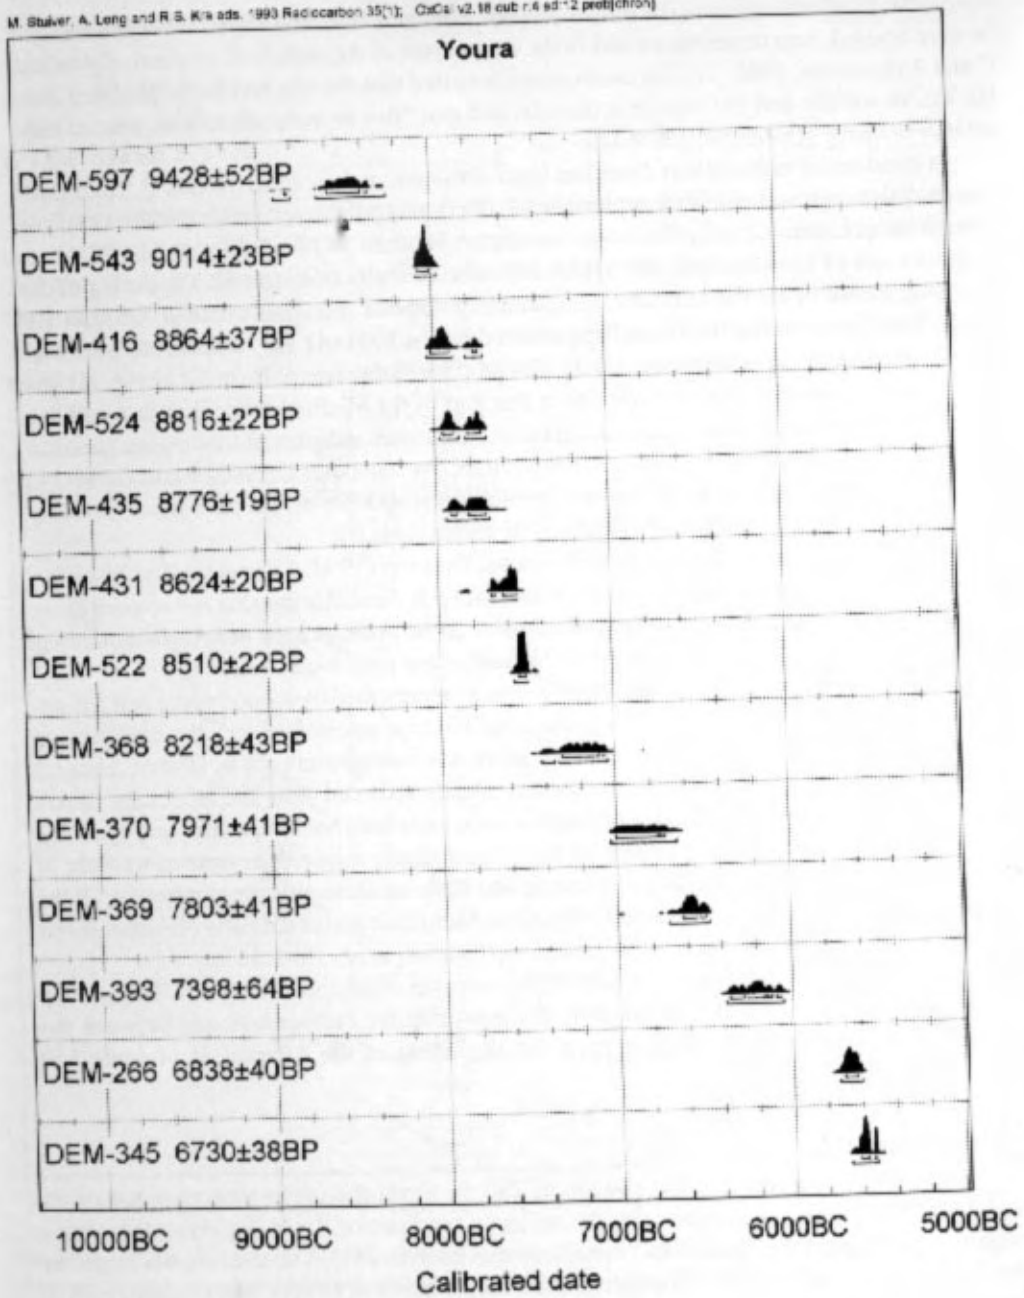 M. Stuiver, A. Long and R.S. Kra eds. 1993 Radiocarbon 35(1); OxCal v2.18 cub r:4 sd:12 prob[chron]
Youra
DEM-597 9428±52BP
DEM-543 9014±23BP
DEM-416 8864±37BP
DEM-524 8816±22BP
DEM-435 8776±19BP
DEM-431 8624±20BP
DEM-522 8510±22BP
DEM-368 8218±43BP
DEM-370 7971±41BP
DEM-369 7803±41BP
DEM-393 7398±64BP
DEM-266 6838±40BP
DEM-345 6730±38BP
10000BC 9000BC 8000BC 7000BC 6000BC 5000BC
Calibrated date